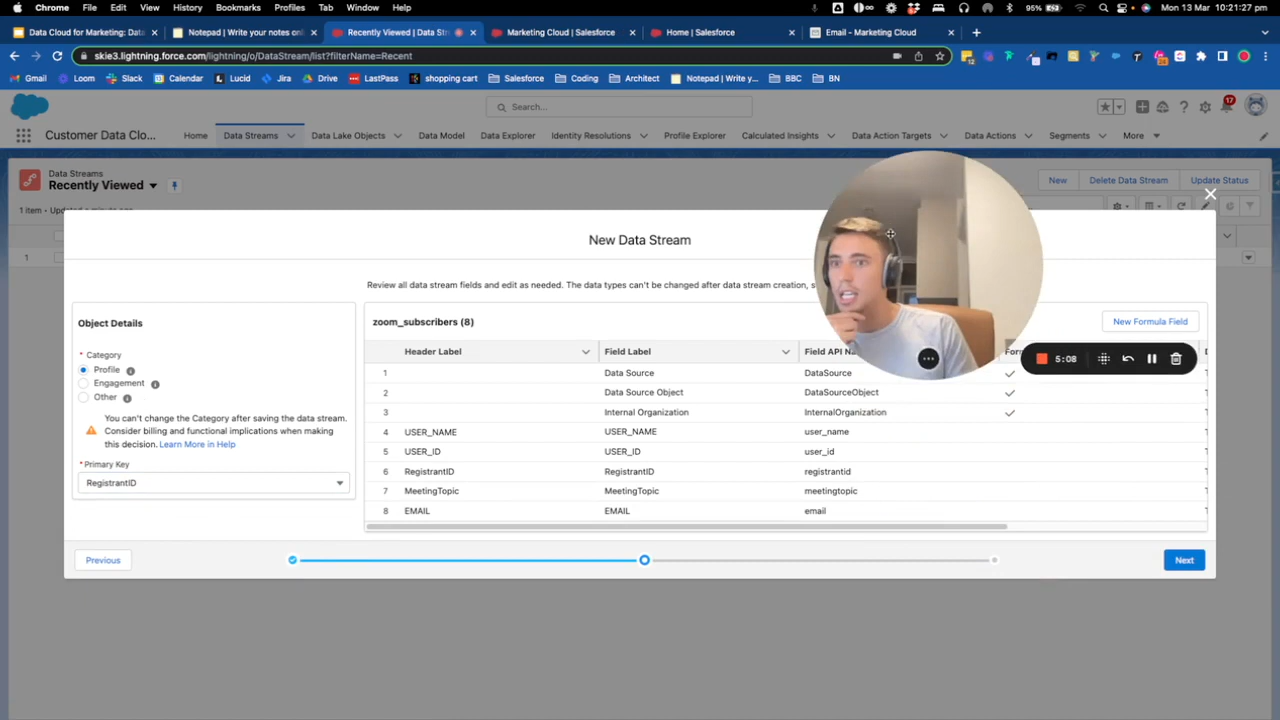 Chrome File Edit View History Bookmarks Profiles Tab Window Help 95% Mon 13 Mar 10:21:27 pm
Data Cloud for Marketing: Data Notepad | Write your notes onl Recently Viewed | Data Str Marketing Cloud | Salesforce Home | Salesforce Email - Marketing Cloud
skie3.lightning.force.com/lightning/o/DataStream/list?filterName=Recent
Gmail Loom Slack Calendar Lucid Jira Drive LastPass shopping cart Salesforce Coding Architect Notepad | Write y... BBC BN
Search...
17
Customer Data Clo... Home Data Streams Data Lake Objects Data Model Data Explorer Identity Resolutions Profile Explorer Calculated Insights Data Action Targets Data Actions Segments More
Data Streams
Recently Viewed
New Delete Data Stream Update Status
1 item • Updated a minute ago
New Data Stream
1
Review all data stream fields and edit as needed. The data types can't be changed after data stream creation, s
Object Details
zoom_subscribers (8)
New Formula Field
Header Label Field Label Field API Na For
5:08
* Category
Profile
Engagement
Other
You can't change the Category after saving the data stream.
Consider billing and functional implications when making
this decision. Learn More in Help
* Primary Key
RegistrantID
1 Data Source DataSource
2 Data Source Object DataSourceObject
3 Internal Organization InternalOrganization
4 USER_NAME USER_NAME user_name
5 USER_ID USER_ID user_id
6 RegistrantID RegistrantID registrantid
7 MeetingTopic MeetingTopic meetingtopic
8 EMAIL EMAIL email
Previous
Next